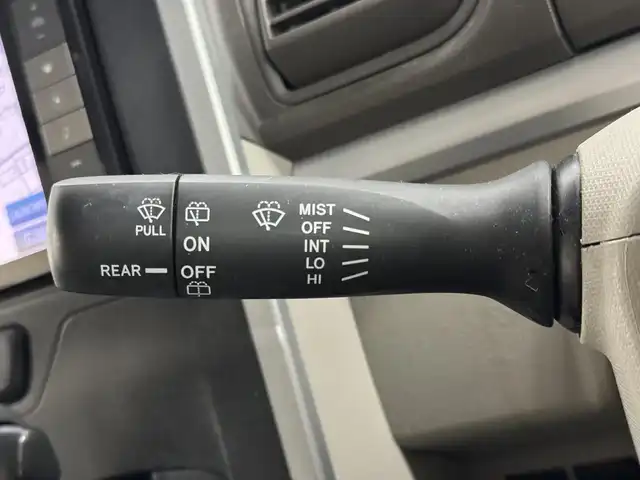 PULL
REAR
ON
OFF
MIST
OFF
INT
LO
HI